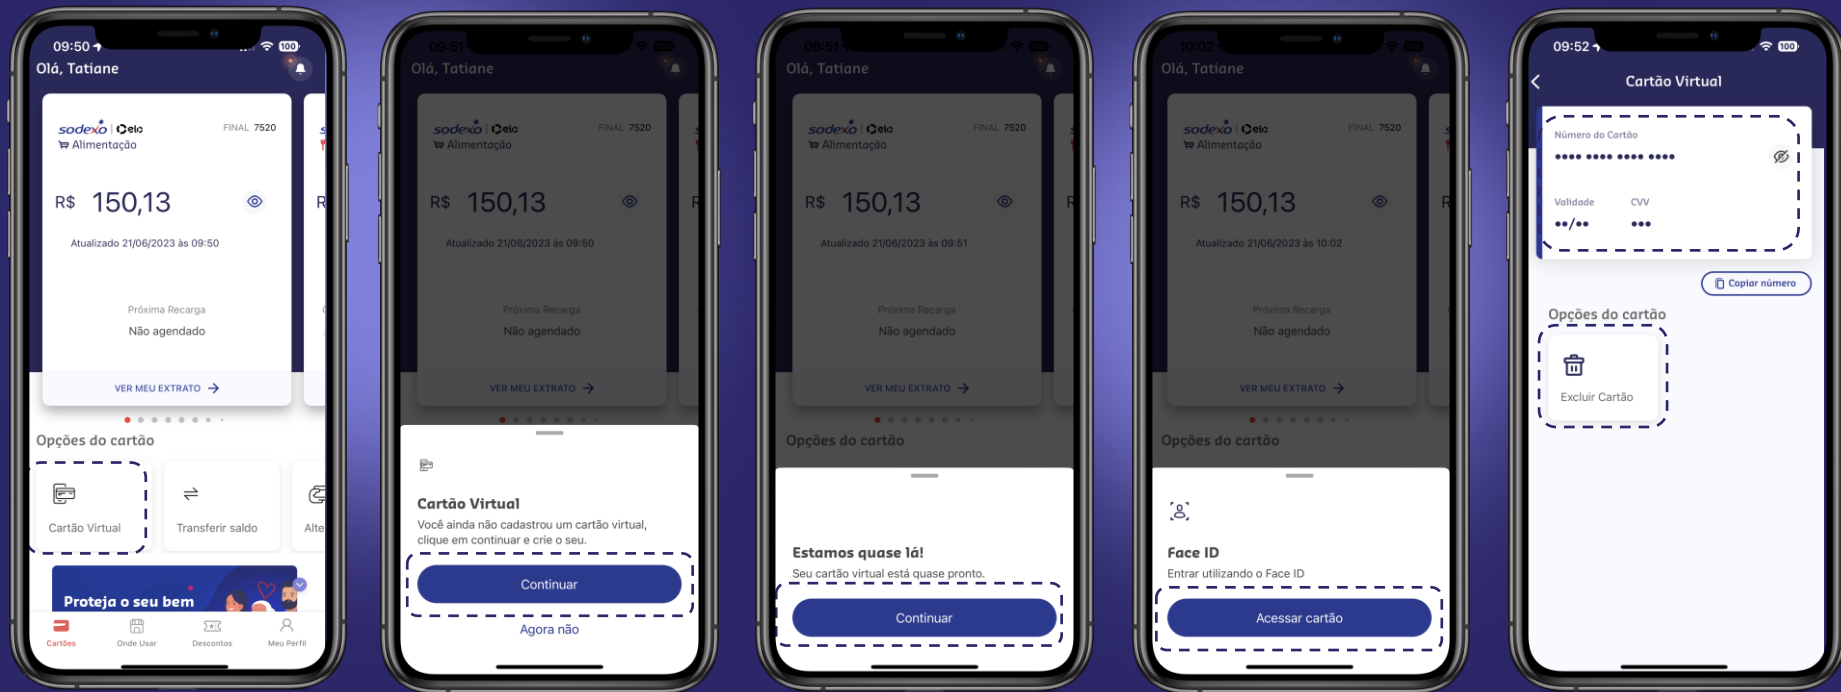 09:50
100
Olá, Tatiane
sodexo | elo
FINAL 7520
Alimentação
R$ 150,13
Atualizado 21/06/2023 às 09:50
Próxima Recarga
Não agendado
VER MEU EXTRATO
R
Opções do cartão
Cartão Virtual
Transferir saldo
Alte
Proteja o seu bem
Cartões
Onde Usar
Descontos
Meu Perfil
09:51
100
Olá, Tatiane
sodexo | elo
FINAL 7520
Alimentação
R$ 150,13
Atualizado 21/06/2023 às 09:50
Próxima Recarga
Não agendado
VER MEU EXTRATO
R
Opções do cartão
Cartão Virtual
Você ainda não cadastrou um cartão virtual,
clique em continuar e crie o seu.
Continuar
Agora não
09:51
100
Olá, Tatiane
sodexo | elo
FINAL 7520
Alimentação
R$ 150,13
Atualizado 21/06/2023 às 09:51
Próxima Recarga
Não agendado
VER MEU EXTRATO
R
Opções do cartão
Estamos quase lá!
Seu cartão virtual está quase pronto.
Continuar
10:02
100
Olá, Tatiane
sodexo | elo
FINAL 7520
Alimentação
R$ 150,13
Atualizado 21/06/2023 às 10:02
Próxima Recarga
Não agendado
VER MEU EXTRATO
R
Opções do cartão
Face ID
Entrar utilizando o Face ID
Acessar cartão
09:52
100
Cartão Virtual
Número do Cartão
•••• •••• •••• ••••
Validade CVV
••/•• •••
Copiar número
Opções do cartão
Excluir Cartão